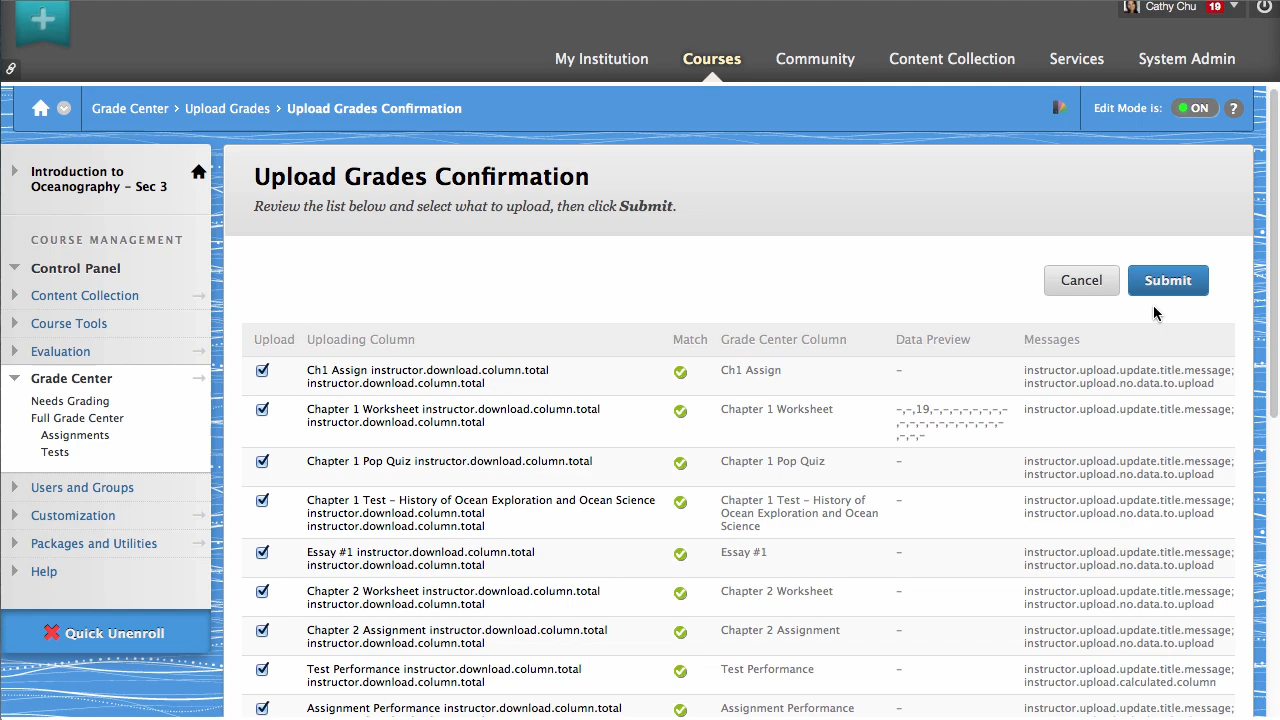 Cathy Chu 19
My Institution Courses Community Content Collection Services System Admin
Grade Center > Upload Grades > Upload Grades Confirmation
Edit Mode is: ON ?
Introduction to
Oceanography – Sec 3
COURSE MANAGEMENT
Control Panel
Content Collection
Course Tools
Evaluation
Grade Center
Needs Grading
Full Grade Center
Assignments
Tests
Users and Groups
Customization
Packages and Utilities
Help
Quick Unenroll
Upload Grades Confirmation
Review the list below and select what to upload, then click Submit.
Cancel Submit
Upload Uploading Column Match Grade Center Column Data Preview Messages
Ch1 Assign instructor.download.column.total Ch1 Assign – instructor.upload.update.title.message;
instructor.download.column.total instructor.upload.no.data.to.upload
Chapter 1 Worksheet instructor.download.column.total Chapter 1 Worksheet –,–,19,–,–,–,–,–,–,– instructor.upload.update.title.message;
instructor.download.column.total ,–,–,–,–,–,–,–,–,–,–
,–,–,–
Chapter 1 Pop Quiz instructor.download.column.total Chapter 1 Pop Quiz – instructor.upload.update.title.message;
instructor.upload.no.data.to.upload
Chapter 1 Test – History of Ocean Exploration and Ocean Science Chapter 1 Test – History of – instructor.upload.update.title.message;
instructor.download.column.total Ocean Exploration and Ocean instructor.upload.no.data.to.upload
instructor.download.column.total Science
Essay #1 instructor.download.column.total Essay #1 – instructor.upload.update.title.message;
instructor.download.column.total instructor.upload.no.data.to.upload
Chapter 2 Worksheet instructor.download.column.total Chapter 2 Worksheet – instructor.upload.update.title.message;
instructor.download.column.total instructor.upload.no.data.to.upload
Chapter 2 Assignment instructor.download.column.total Chapter 2 Assignment – instructor.upload.update.title.message;
instructor.download.column.total instructor.upload.no.data.to.upload
Test Performance instructor.download.column.total Test Performance – instructor.upload.update.title.message;
instructor.download.column.total instructor.upload.calculated.column
Assignment Performance instructor.download.column.total Assignment Performance – instructor.upload.update.title.message;